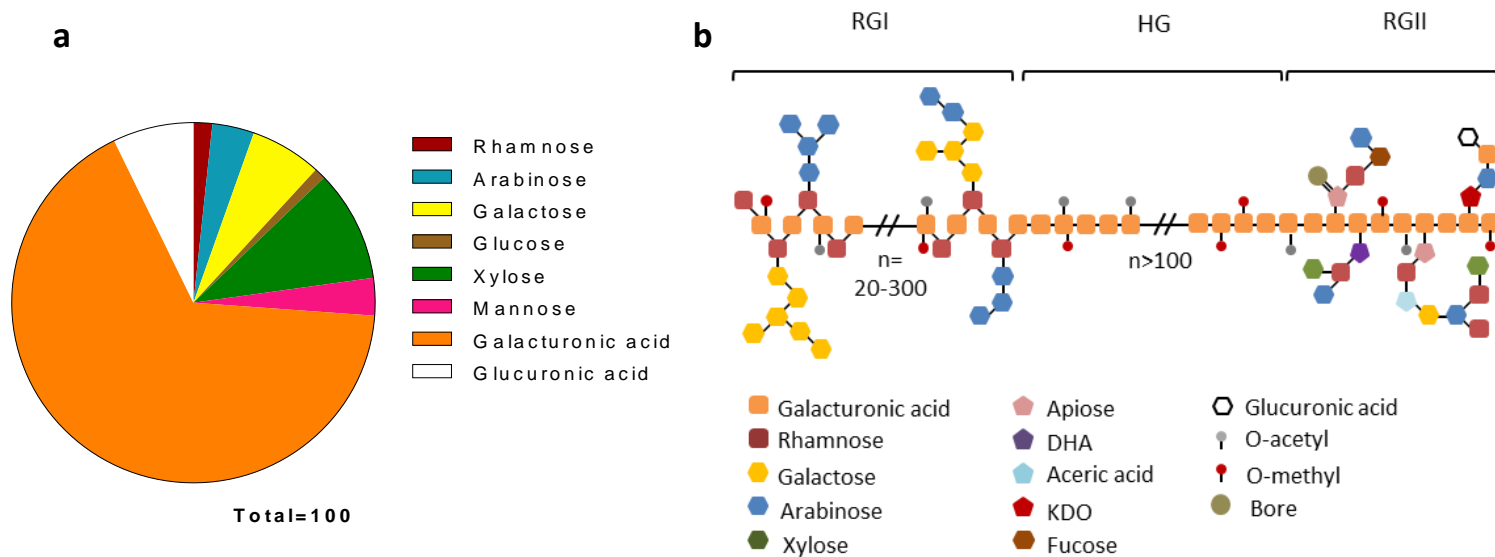 a
Rhamnose
Arabinose
Galactose
Glucose
Xylose
Mannose
Galacturonic acid
Glucuronic acid
Total=100
b
RGI
HG
RGII
n=
20-300
n>100
Galacturonic acid
Rhamnose
Galactose
Arabinose
Xylose
Apiose
DHA
Aceric acid
KDO
Fucose
Glucuronic acid
O-acetyl
O-methyl
Bore